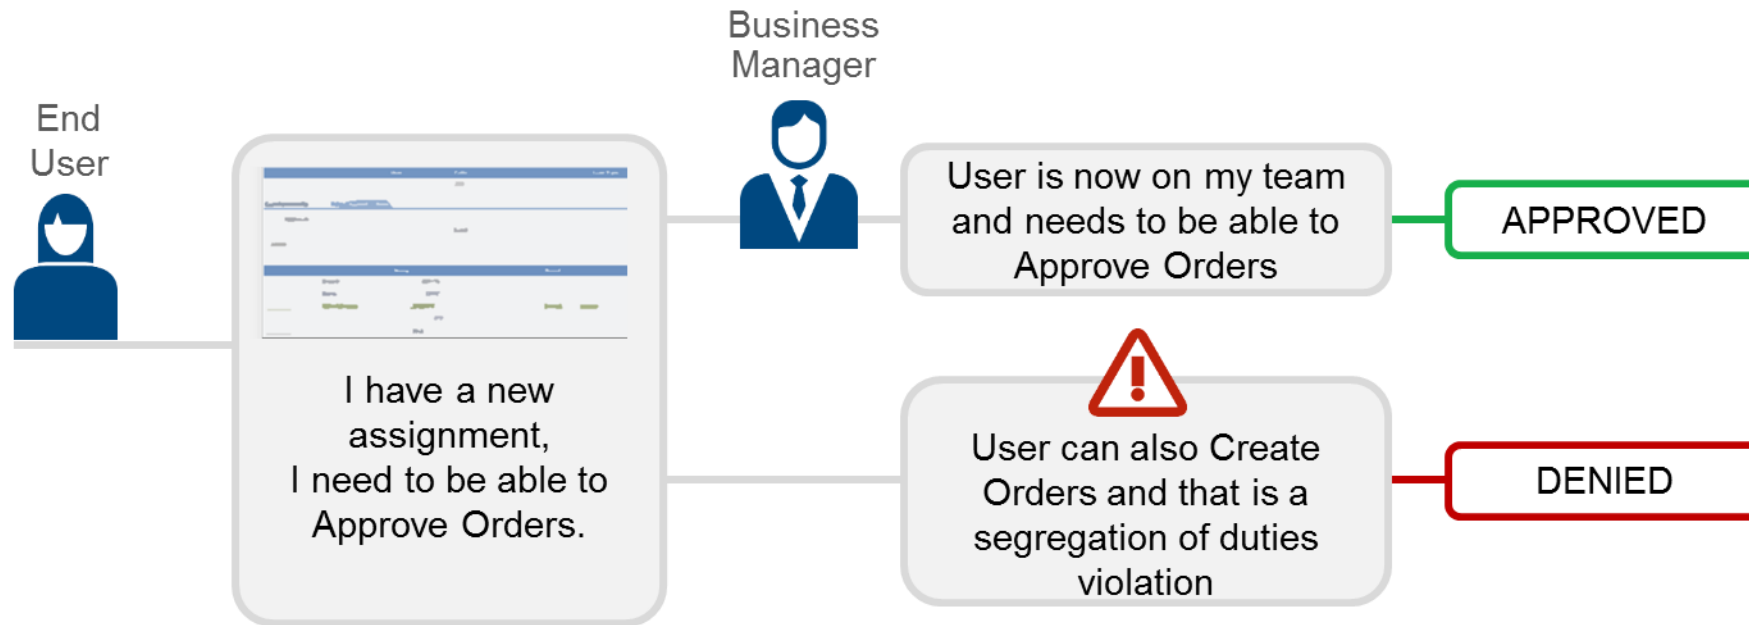 End
User
I have a new
assignment,
I need to be able to
Approve Orders.
Business
Manager
User is now on my team
and needs to be able to
Approve Orders
APPROVED
User can also Create
Orders and that is a
segregation of duties
violation
DENIED